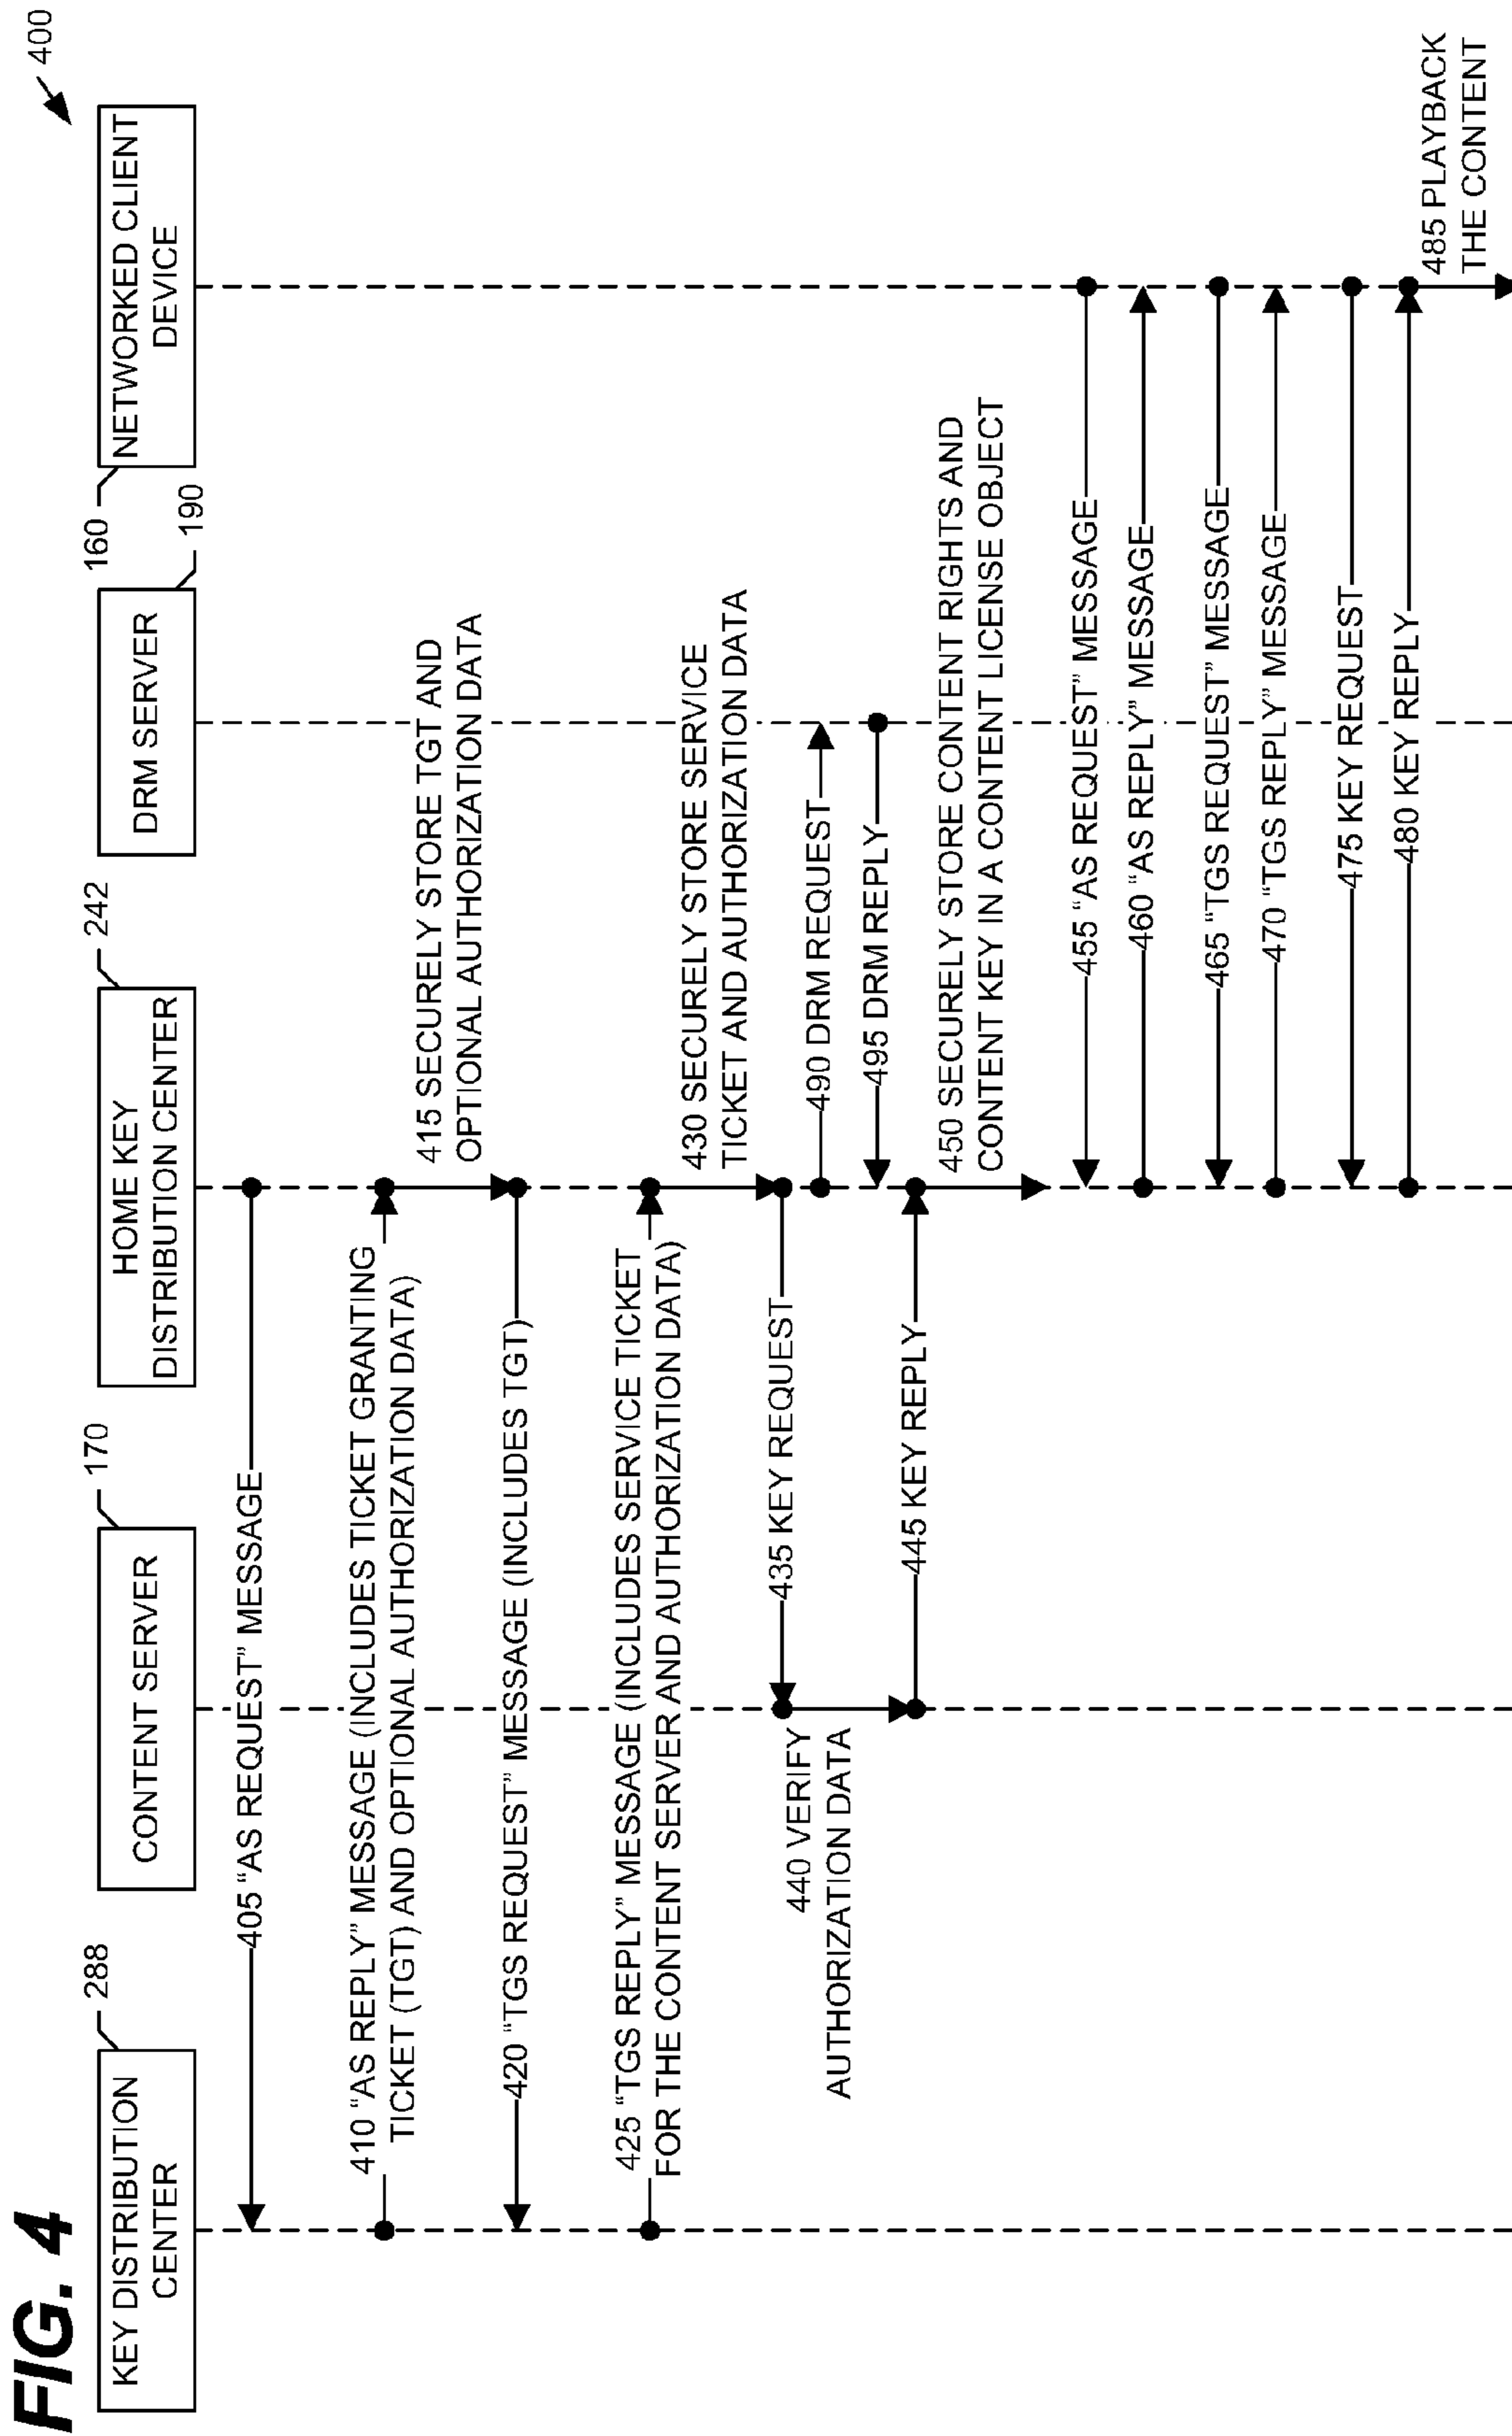 FIG. 4
400
KEY DISTRIBUTION
CENTER
288
CONTENT SERVER
170
HOME KEY
DISTRIBUTION CENTER
242
DRM SERVER
190
NETWORKED CLIENT
DEVICE
160
405 “AS REQUEST” MESSAGE
410 “AS REPLY” MESSAGE (INCLUDES TICKET GRANTING
TICKET (TGT) AND OPTIONAL AUTHORIZATION DATA)
415 SECURELY STORE TGT AND
OPTIONAL AUTHORIZATION DATA
420 “TGS REQUEST” MESSAGE (INCLUDES TGT)
425 “TGS REPLY” MESSAGE (INCLUDES SERVICE TICKET
FOR THE CONTENT SERVER AND AUTHORIZATION DATA)
430 SECURELY STORE SERVICE
TICKET AND AUTHORIZATION DATA
435 KEY REQUEST
440 VERIFY
AUTHORIZATION DATA
490 DRM REQUEST
495 DRM REPLY
445 KEY REPLY
450 SECURELY STORE CONTENT RIGHTS AND
CONTENT KEY IN A CONTENT LICENSE OBJECT
455 “AS REQUEST” MESSAGE
460 “AS REPLY” MESSAGE
465 “TGS REQUEST” MESSAGE
470 “TGS REPLY” MESSAGE
475 KEY REQUEST
480 KEY REPLY
485 PLAYBACK
THE CONTENT